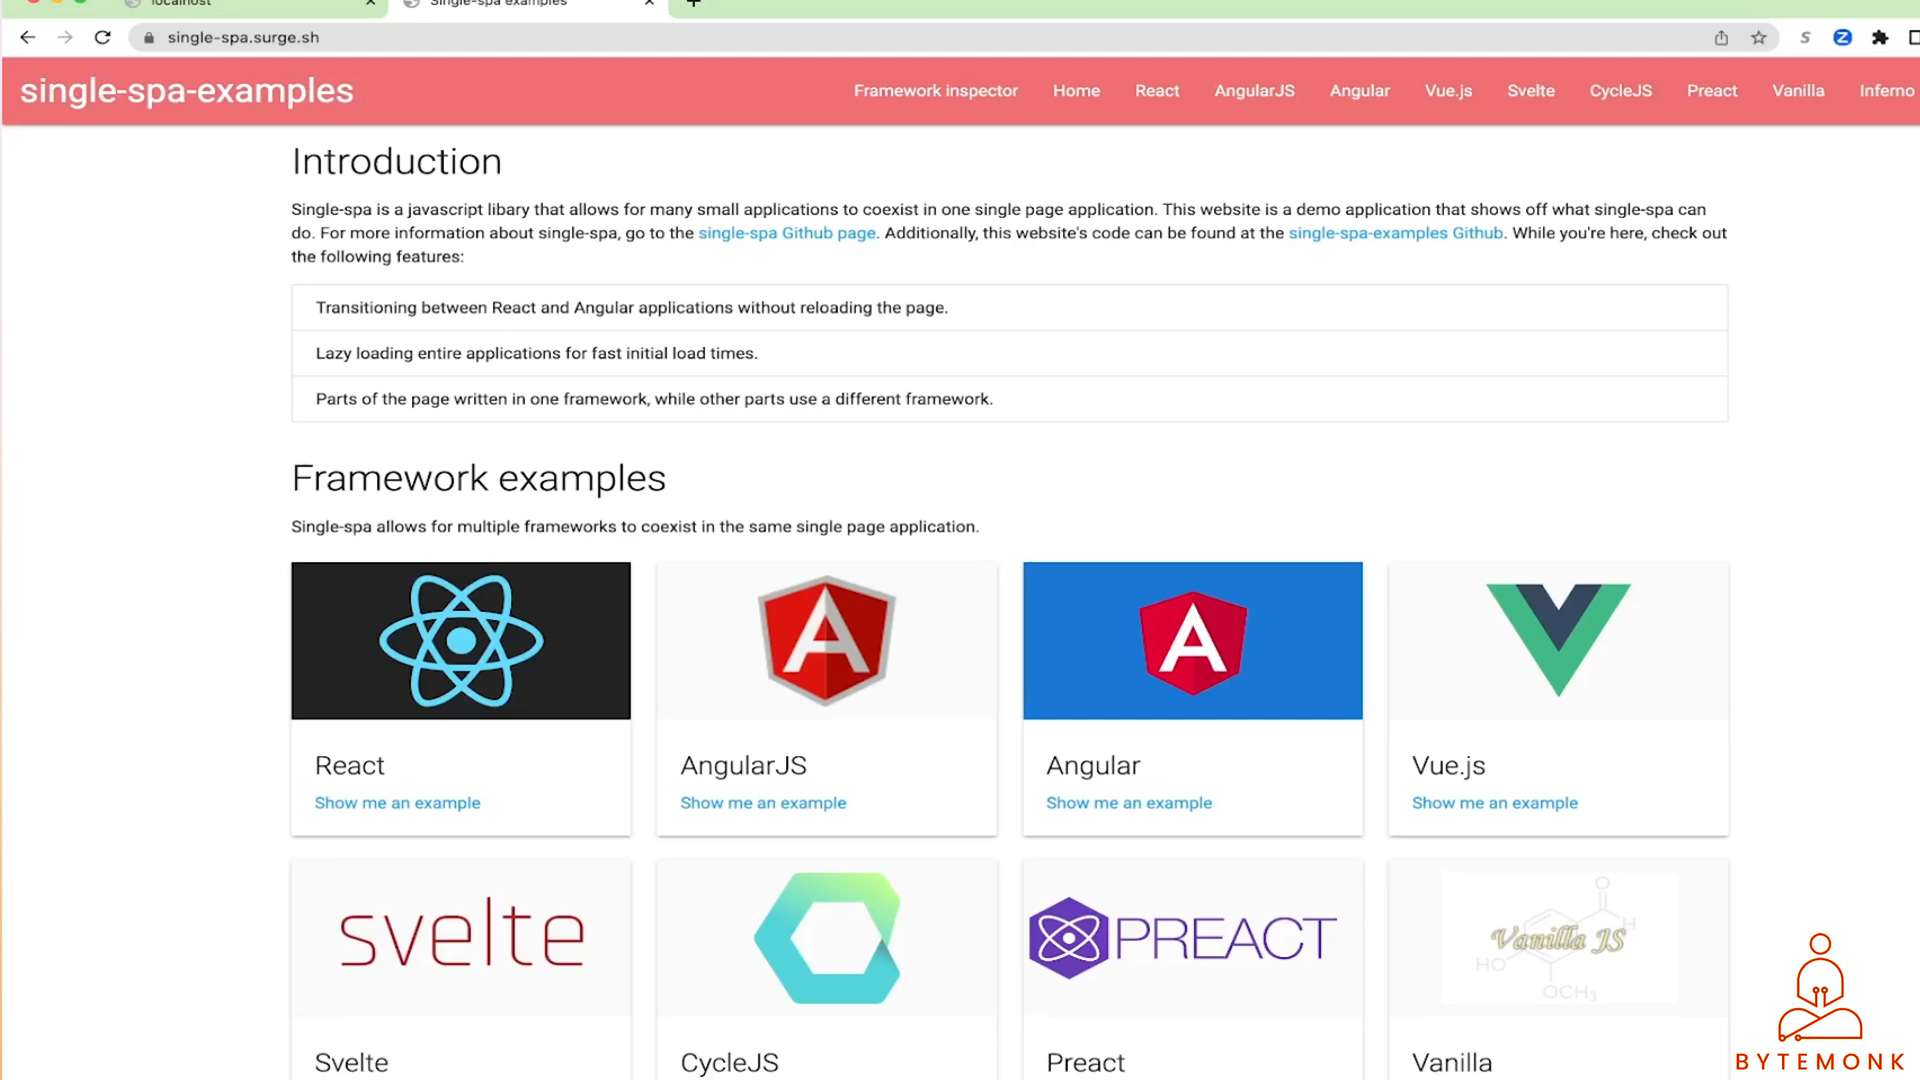 localhost
Single-spa examples
single-spa.surge.sh
S
Z
single-spa-examples
Framework inspector Home React AngularJS Angular Vue.js Svelte CycleJS Preact Vanilla Inferno
Introduction
Single-spa is a javascript libary that allows for many small applications to coexist in one single page application. This website is a demo application that shows off what single-spa can
do. For more information about single-spa, go to the single-spa Github page. Additionally, this website's code can be found at the single-spa-examples Github. While you're here, check out
the following features:
Transitioning between React and Angular applications without reloading the page.
Lazy loading entire applications for fast initial load times.
Parts of the page written in one framework, while other parts use a different framework.
Framework examples
Single-spa allows for multiple frameworks to coexist in the same single page application.
A
A
React
AngularJS
Angular
Vue.js
Show me an example
Show me an example
Show me an example
Show me an example
svelte
PREACT
Vanilla JS
H
HO
OCH3
Svelte
CycleJS
Preact
Vanilla
BYTEMONK